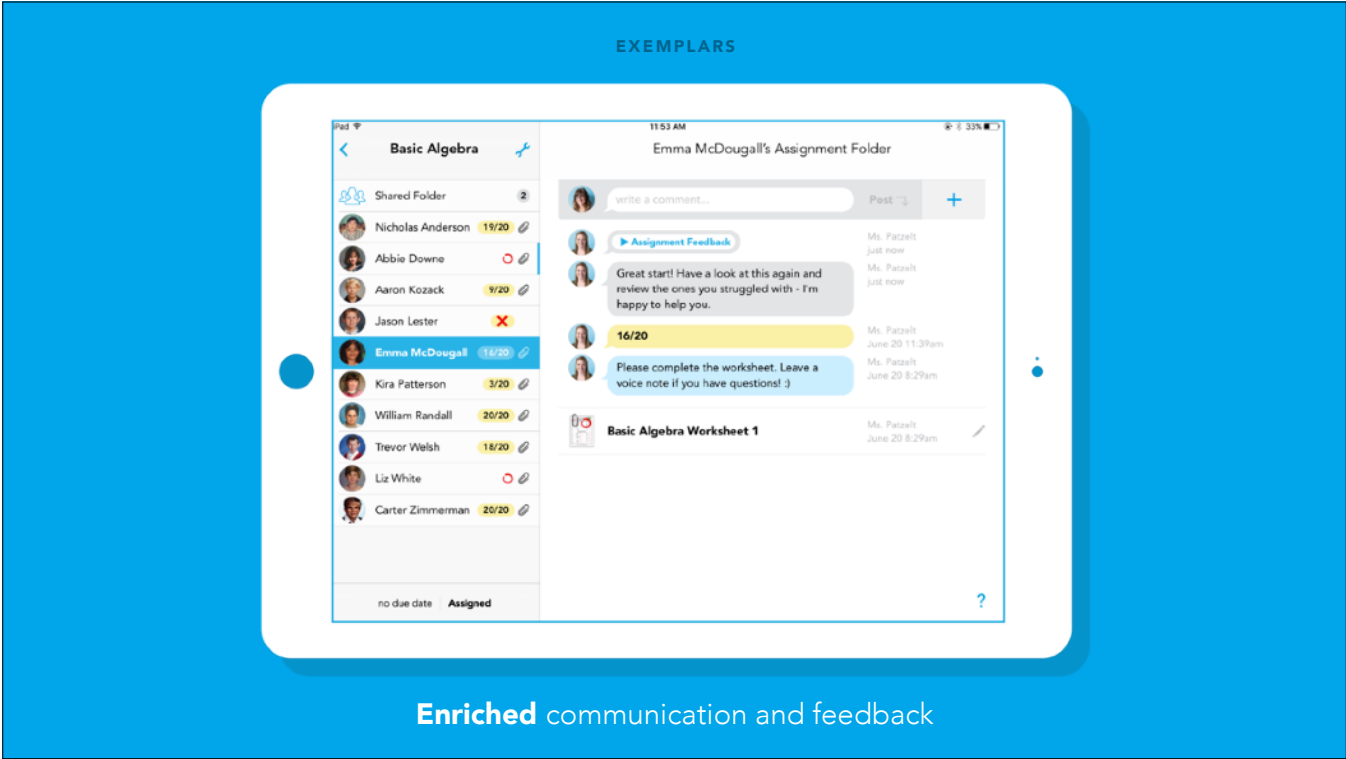 EXEMPLARS
iPad
11:53 AM
33%
Basic Algebra
Emma McDougall's Assignment Folder
Shared Folder 2
Nicholas Anderson 19/20
Abbie Downe
Aaron Kozack 9/20
Jason Lester
Emma McDougall 16/20
Kira Patterson 3/20
William Randall 20/20
Trevor Welsh 18/20
Liz White
Carter Zimmerman 20/20
no due date Assigned
write a comment...
Post
+
Assignment Feedback
Ms. Patzelt
just now
Great start! Have a look at this again and
review the ones you struggled with - I'm
happy to help you.
Ms. Patzelt
just now
16/20
Ms. Patzelt
June 20 11:39am
Please complete the worksheet. Leave a
voice note if you have questions! :)
Ms. Patzelt
June 20 8:29am
Basic Algebra Worksheet 1
Ms. Patzelt
June 20 8:29am
?
Enriched communication and feedback